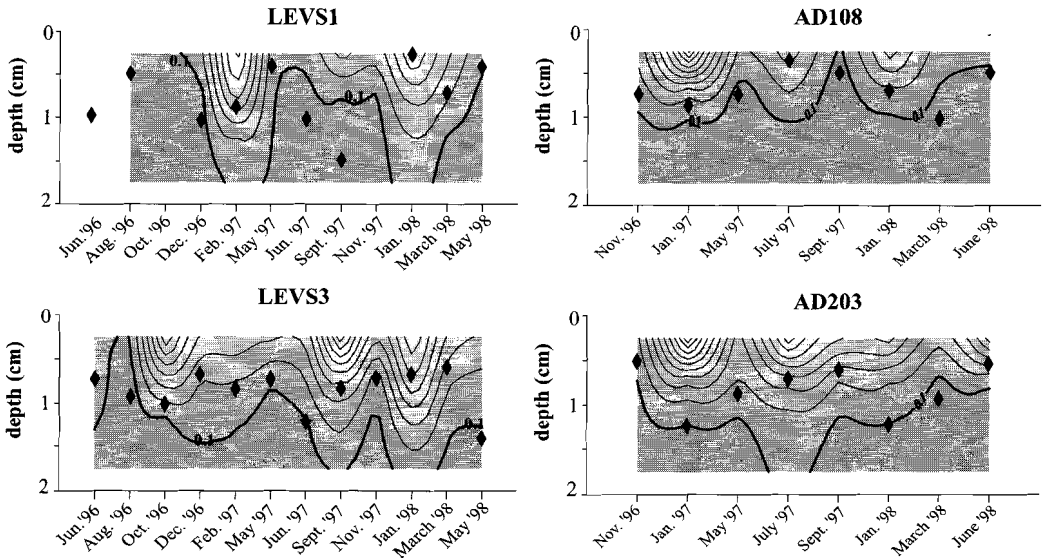 LEVS1
AD108
0
1
2
depth (cm)
0.1
0.1
Jun. '96
Aug. '96
Oct. '96
Dec. '96
Feb. '97
May '97
Jun. '97
Sept. '97
Nov. '97
Jan. '98
March '98
May '98
0
1
2
depth (cm)
0.1
0.1
0.1
Nov. '96
Jan. '97
May '97
July '97
Sept. '97
Jan. '98
March '98
June '98
LEVS3
AD203
0
1
2
depth (cm)
0.1
0.1
Jun. '96
Aug. '96
Oct. '96
Dec. '96
Feb. '97
May '97
Jun. '97
Sept. '97
Nov. '97
Jan. '98
March '98
May '98
0
1
2
depth (cm)
0.1
Nov. '96
Jan. '97
May '97
July '97
Sept. '97
Jan. '98
March '98
June '98